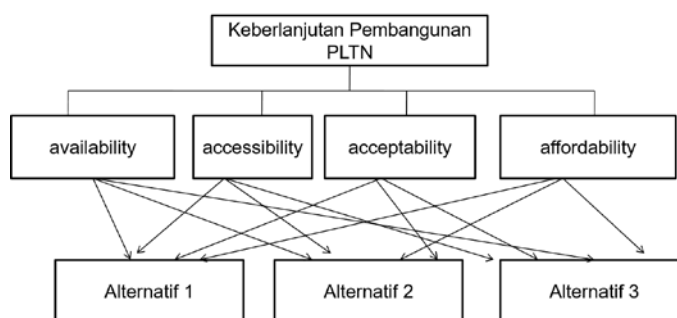 Keberlanjutan Pembangunan
PLTN
availability
accessibility
acceptability
affordability
Alternatif 1
Alternatif 2
Alternatif 3